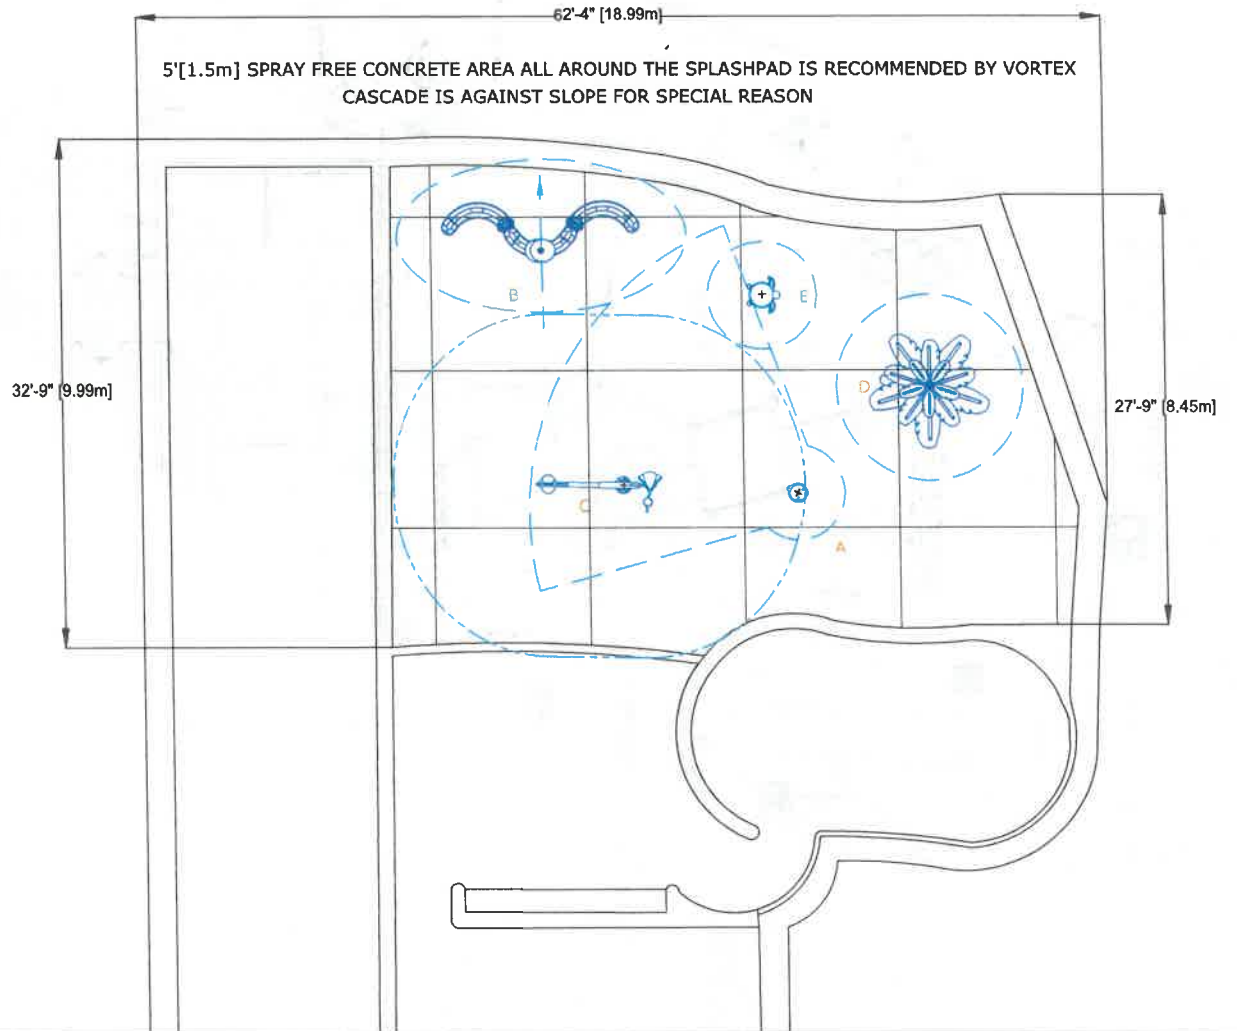 62'-4" [18.99m]
5'[1.5m] SPRAY FREE CONCRETE AREA ALL AROUND THE SPLASHPAD IS RECOMMENDED BY VORTEX
CASCADE IS AGAINST SLOPE FOR SPECIAL REASON
B
E
D
32'-9" [9.99m]
27'-9" [8.45m]
C
A